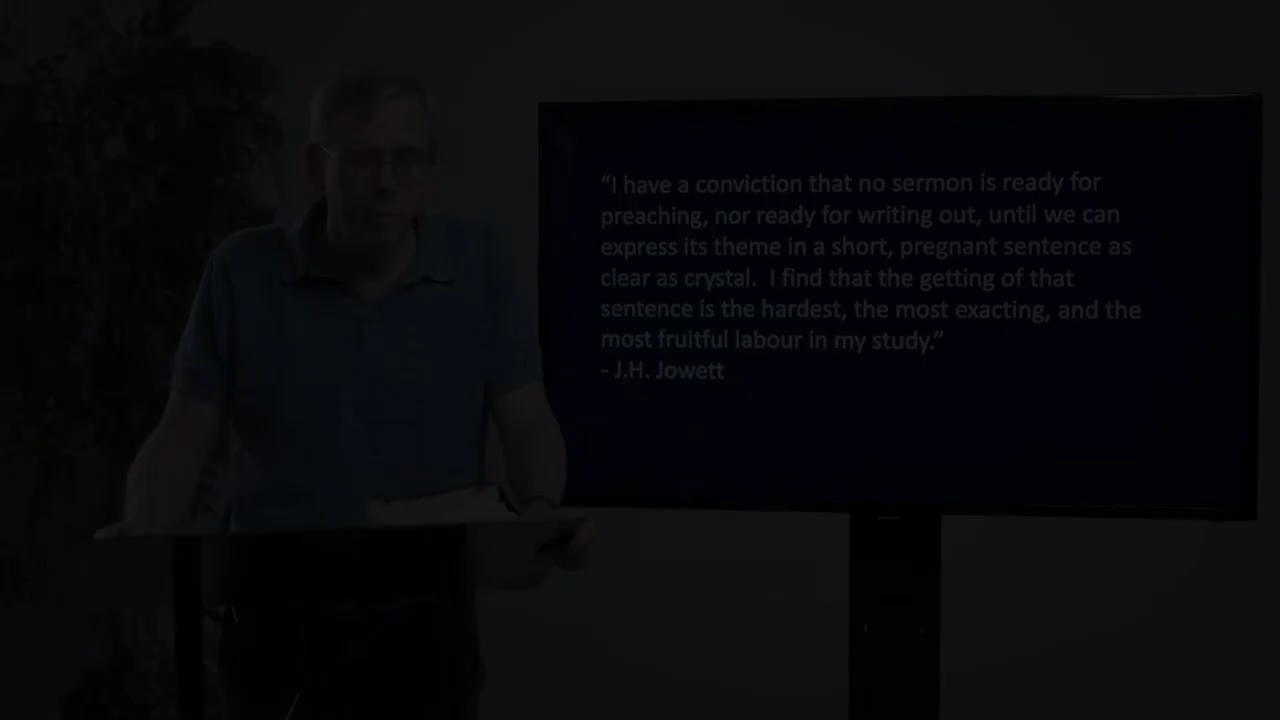 “I have a conviction that no sermon is ready for
preaching, nor ready for writing out, until we can
express its theme in a short, pregnant sentence as
clear as crystal.  I find that the getting of that
sentence is the hardest, the most exacting, and the
most fruitful labour in my study.”
- J.H. Jowett